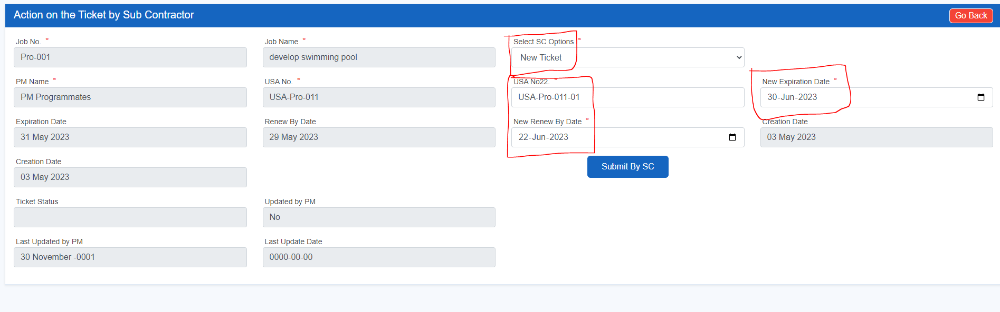 Action on the Ticket by Sub Contractor
Go Back
Job No. *
Job Name *
Select SC Options *
Pro-001
develop swimming pool
New Ticket
PM Name *
USA No. *
USA No22. *
New Expiration Date *
PM Programmates
USA-Pro-011
USA-Pro-011-01
30-Jun-2023
Expiration Date
Renew By Date
New Renew By Date *
Creation Date
31 May 2023
29 May 2023
22-Jun-2023
03 May 2023
Creation Date
03 May 2023
Submit By SC
Ticket Status
Updated by PM
No
Last Updated by PM
Last Update Date
30 November -0001
0000-00-00